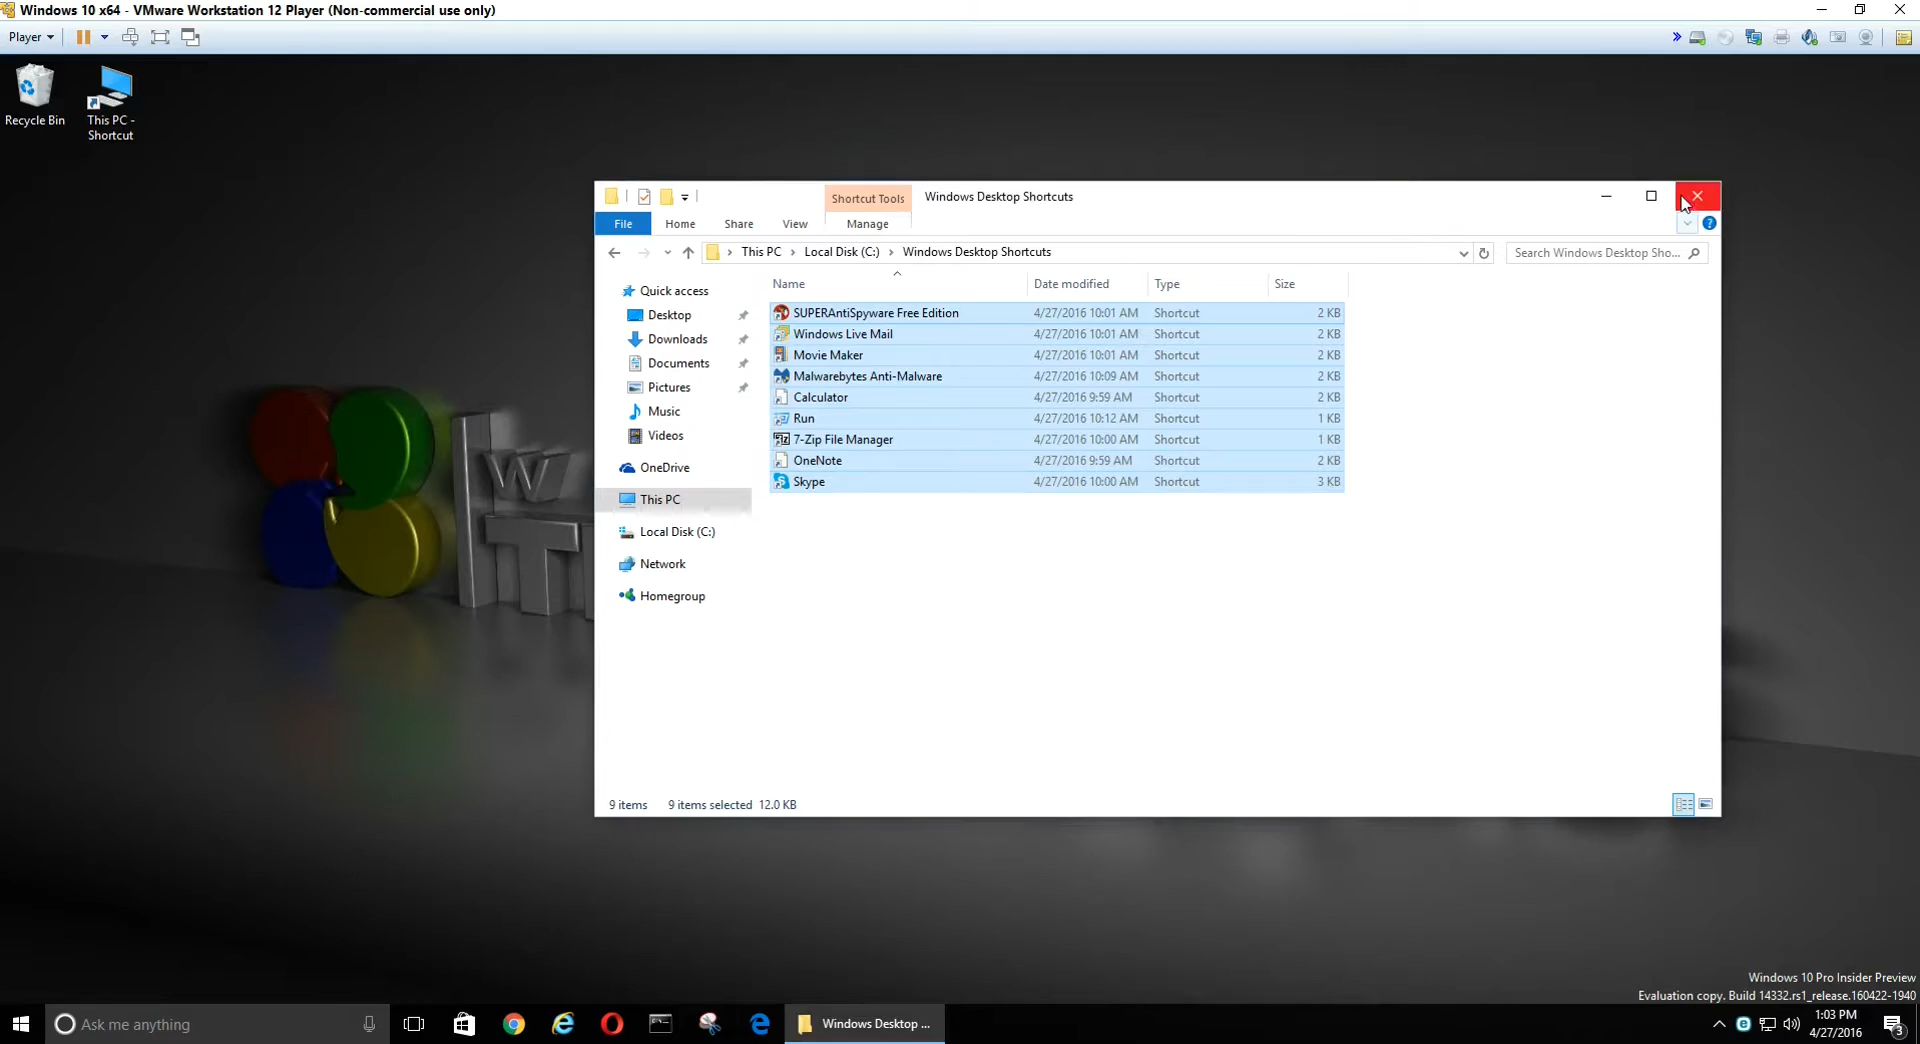 Windows 10 x64 - VMware Workstation 12 Player (Non-commercial use only)
Player
Recycle Bin
This PC - Shortcut
Shortcut Tools
Windows Desktop Shortcuts
File
Home
Share
View
Manage
This PC
Local Disk (C:)
Windows Desktop Shortcuts
Search Windows Desktop Sho...
Name
Date modified
Type
Size
Quick access
Desktop
Downloads
Documents
Pictures
Music
Videos
OneDrive
This PC
Local Disk (C:)
Network
Homegroup
SUPERAntiSpyware Free Edition 4/27/2016 10:01 AM Shortcut 2 KB
Windows Live Mail 4/27/2016 10:01 AM Shortcut 2 KB
Movie Maker 4/27/2016 10:01 AM Shortcut 2 KB
Malwarebytes Anti-Malware 4/27/2016 10:09 AM Shortcut 2 KB
Calculator 4/27/2016 9:59 AM Shortcut 2 KB
Run 4/27/2016 10:12 AM Shortcut 1 KB
7-Zip File Manager 4/27/2016 10:00 AM Shortcut 1 KB
OneNote 4/27/2016 9:59 AM Shortcut 2 KB
Skype 4/27/2016 10:00 AM Shortcut 3 KB
9 items 9 items selected 12.0 KB
Windows 10 Pro Insider Preview
Evaluation copy. Build 14332.rs1_release.160422-1940
Ask me anything
Windows Desktop ...
1:03 PM
4/27/2016
3